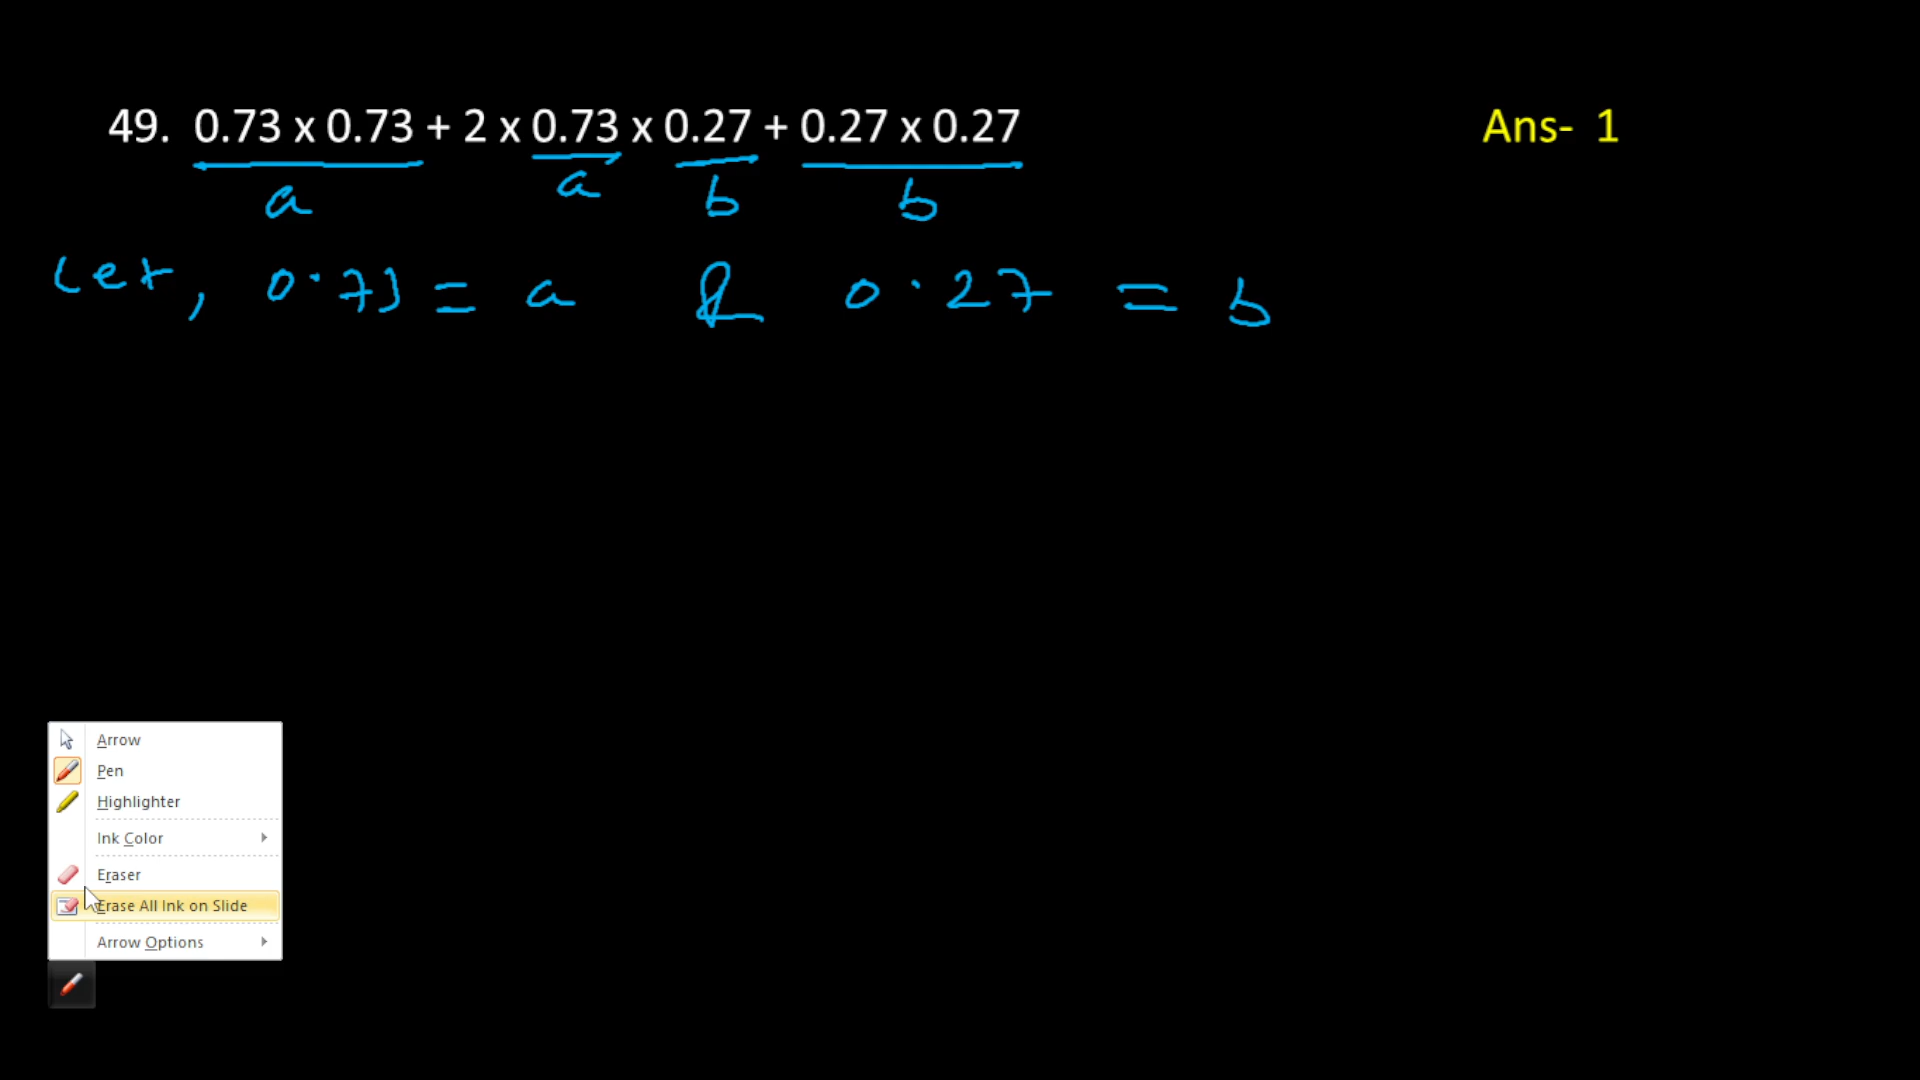 49. 0.73 x 0.73 + 2 x 0.73 x 0.27 + 0.27 x 0.27
Ans- 1
a a b b
Let, 0.73 = a & 0.27 = b
Arrow
Pen
Highlighter
Ink Color
Eraser
Erase All Ink on Slide
Arrow Options